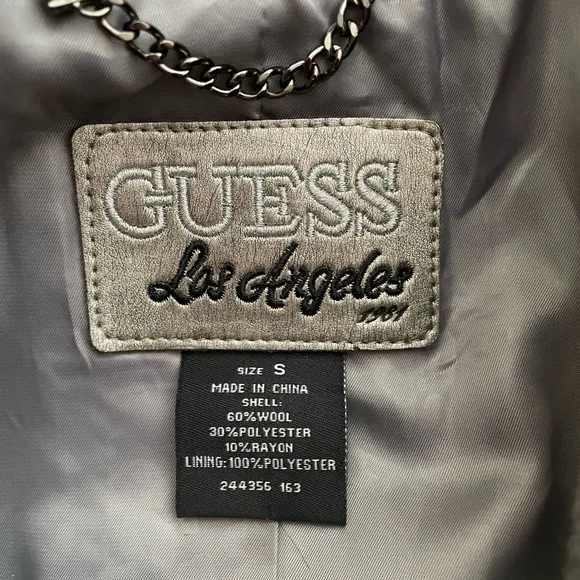 GUESS
Los Angeles
1981
SIZE S
MADE IN CHINA
SHELL:
60%WOOL
30%POLYESTER
10%RAYON
LINING:100%POLYESTER
244356 163